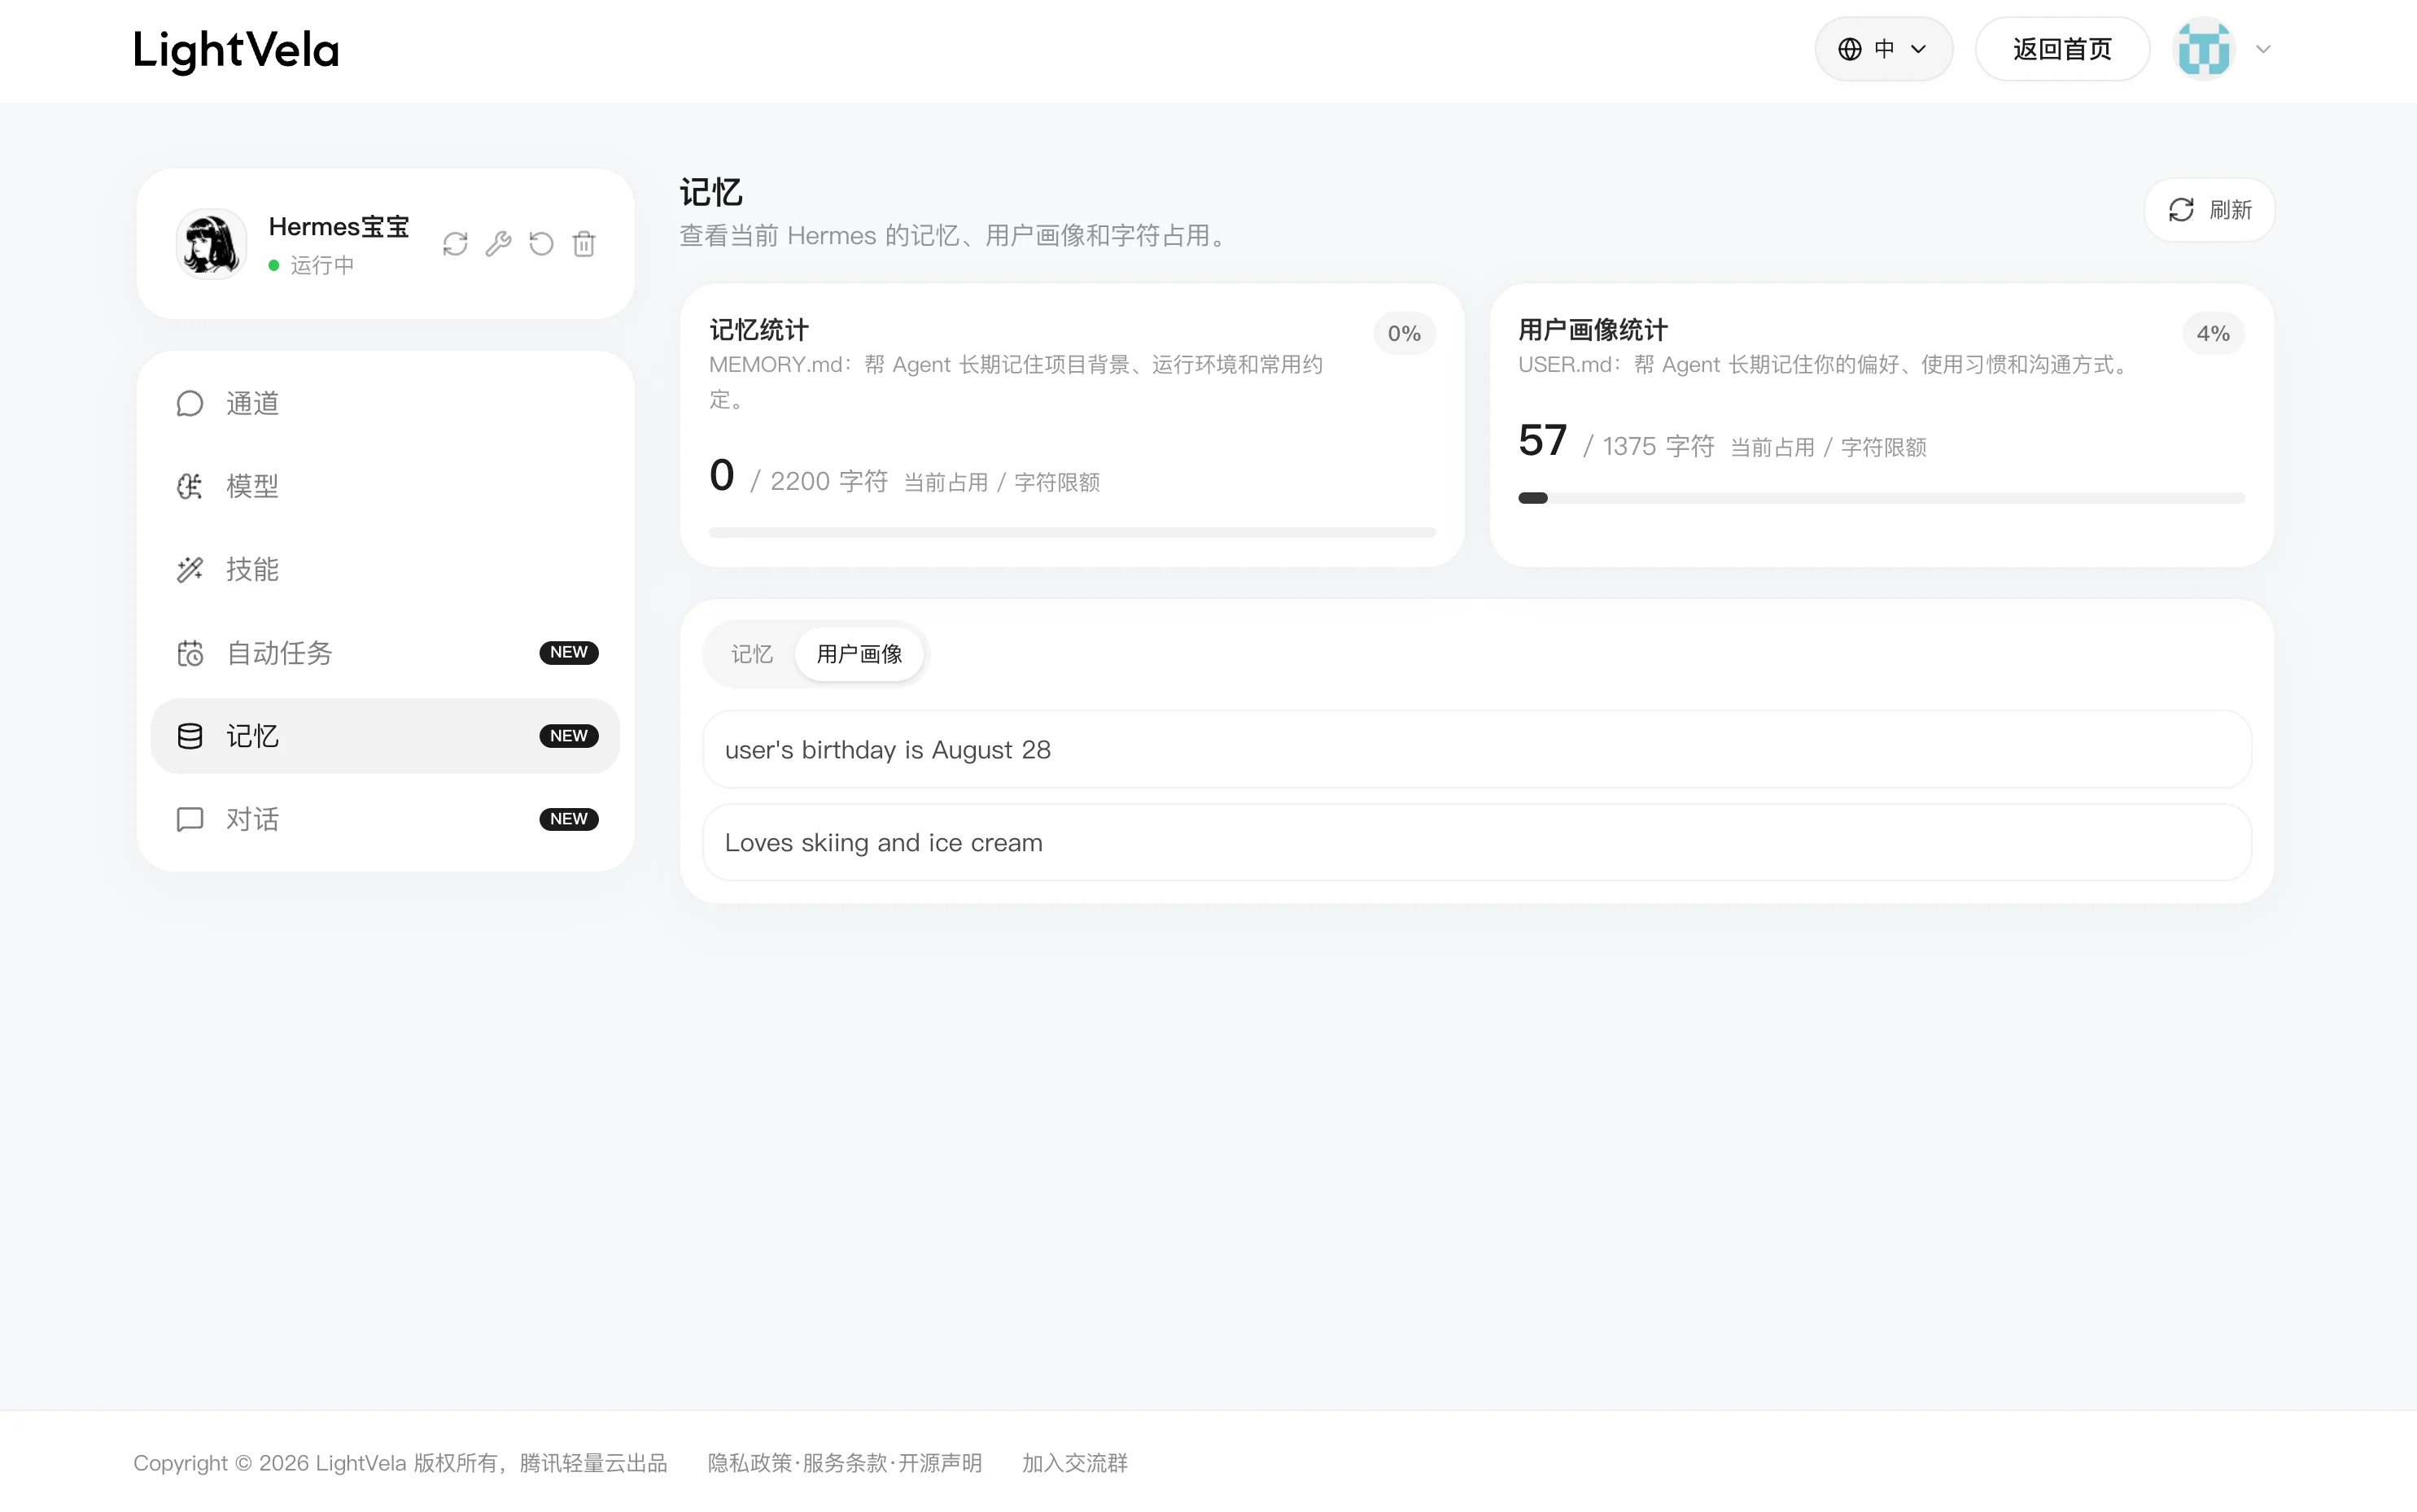 LightVela
中
返回首页
Hermes宝宝
运行中
通道
模型
技能
自动任务 NEW
记忆 NEW
对话 NEW
记忆
查看当前 Hermes 的记忆、用户画像和字符占用。
刷新
记忆统计
0%
MEMORY.md：帮 Agent 长期记住项目背景、运行环境和常用约
定。
0 / 2200 字符 当前占用 / 字符限额
用户画像统计
4%
USER.md：帮 Agent 长期记住你的偏好、使用习惯和沟通方式。
57 / 1375 字符 当前占用 / 字符限额
记忆 用户画像
user's birthday is August 28
Loves skiing and ice cream
Copyright © 2026 LightVela 版权所有，腾讯轻量云出品 隐私政策·服务条款·开源声明 加入交流群